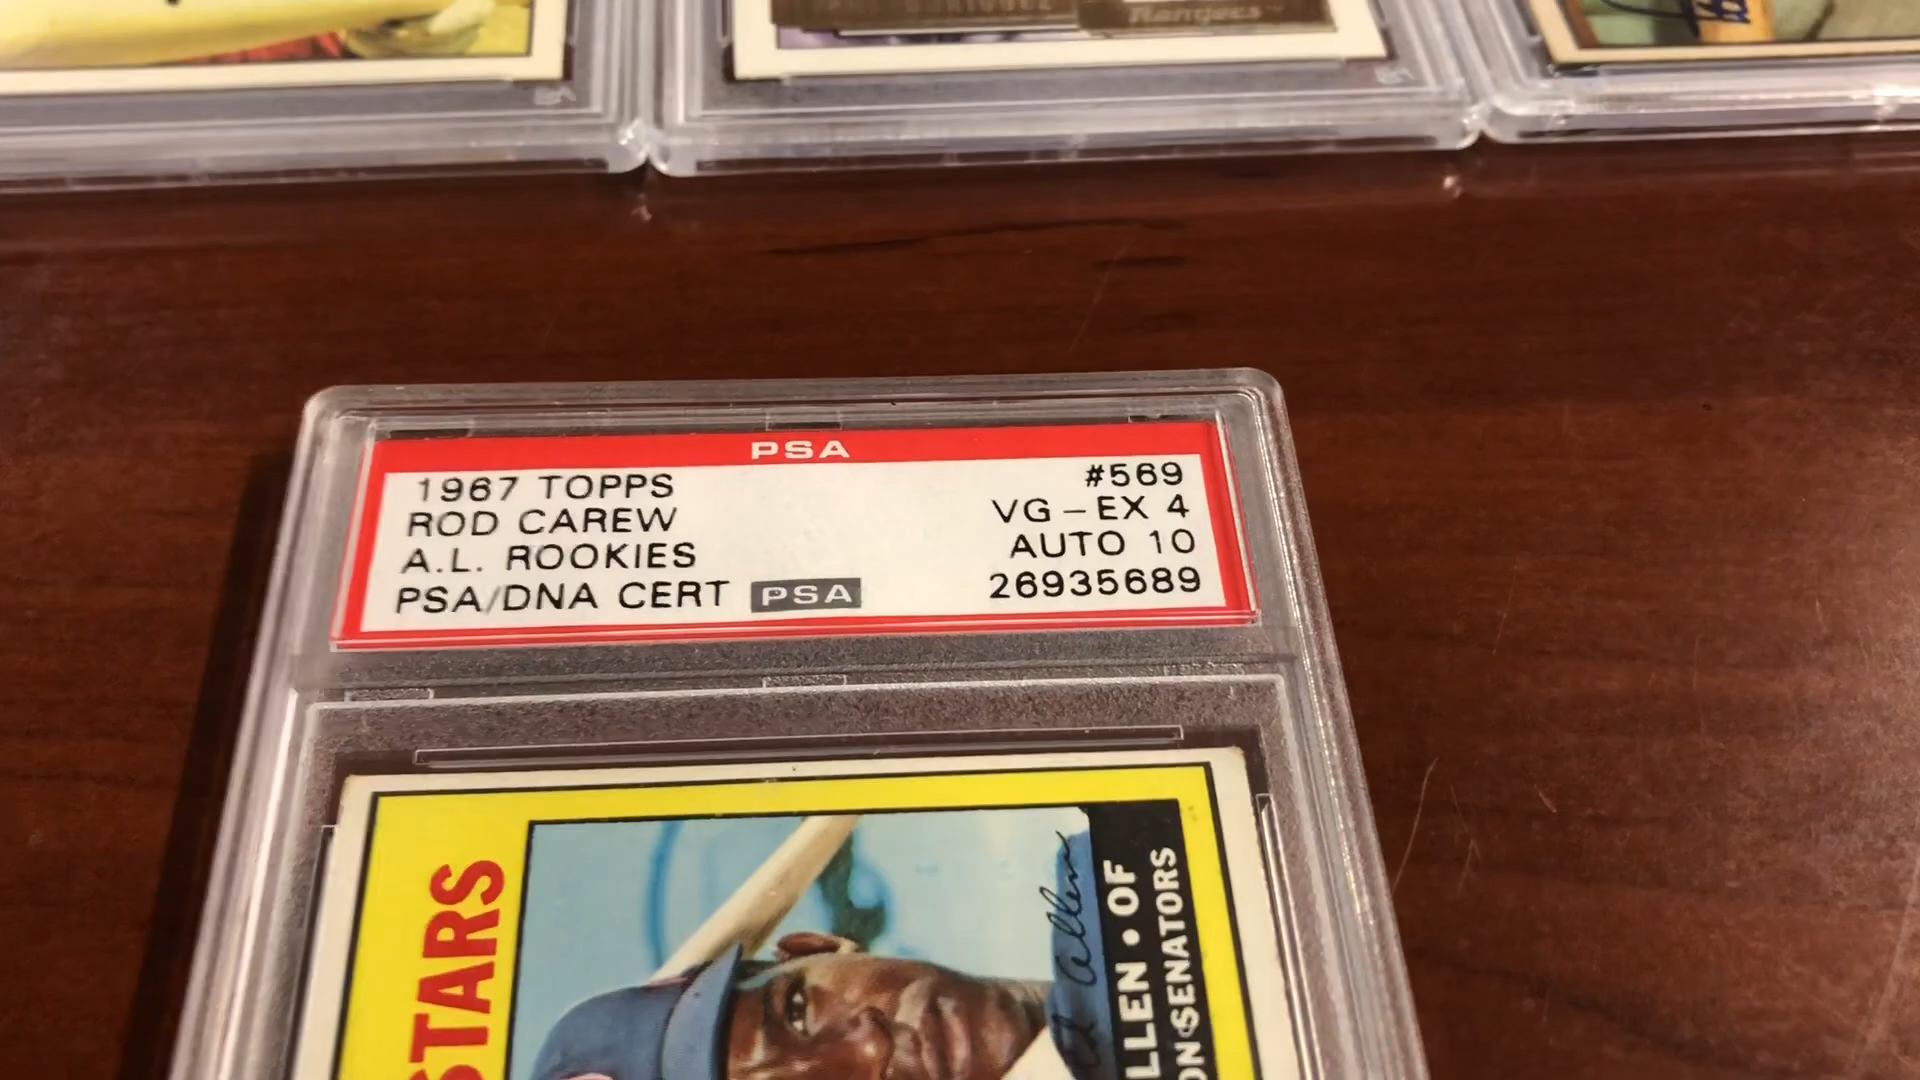 Rangers
PSA
1967 TOPPS #569
ROD CAREW VG-EX 4
A.L. ROOKIES AUTO 10
PSA/DNA CERT PSA 26935689
STARS
Allen
LLEN • OF
SENATORS